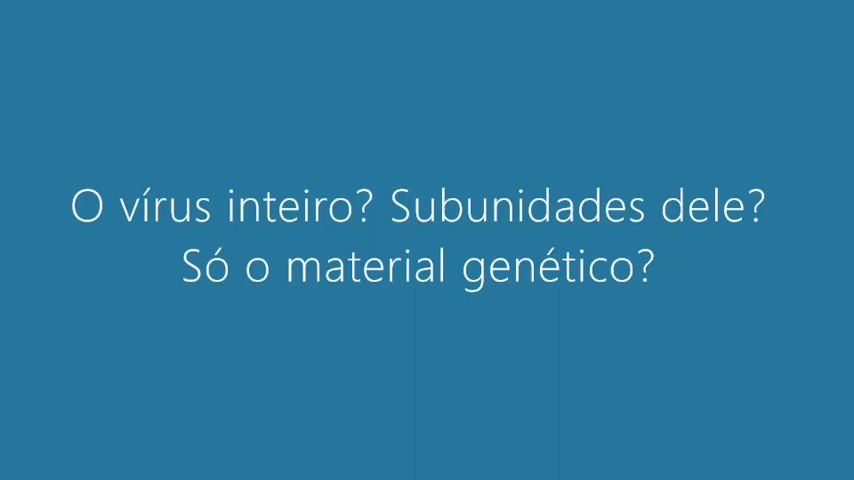 O vírus inteiro? Subunidades dele?
Só o material genético?